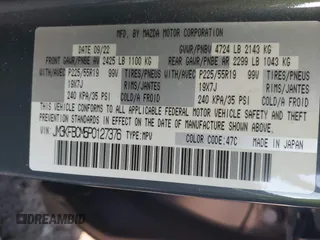 MFD. BY MAZDA MOTOR CORPORATION
DATE: 09/22 GVWR/PNBV 4724 LB 2143 KG
FRONT GAWR/PNBE AV 2425 LB 1100 KG REAR GAWR/PNBE AR 2299 LB 1043 KG
WITH/AVEC P225/55R19 99V TIRES/PNEUS WITH/AVEC P225/55R19 99V TIRES/PNEUS
19X7J RIMS/JANTES 19X7J RIMS/JANTES
240 KPA/35 PSI COLD/A FROID 240 KPA/35 PSI COLD/A FROID
THIS VEHICLE CONFORMS TO ALL APPLICABLE FEDERAL MOTOR VEHICLE SAFETY, BUMPER, AND THEFT PREVENTION STANDARDS IN EFFECT ON THE DATE OF
MANUFACTURE SHOWN ABOVE.
VIN: JM3KFBCM5P0127376 COLOR CODE: 47C
TYPE: MPV MADE IN JAPAN
DREAMBID